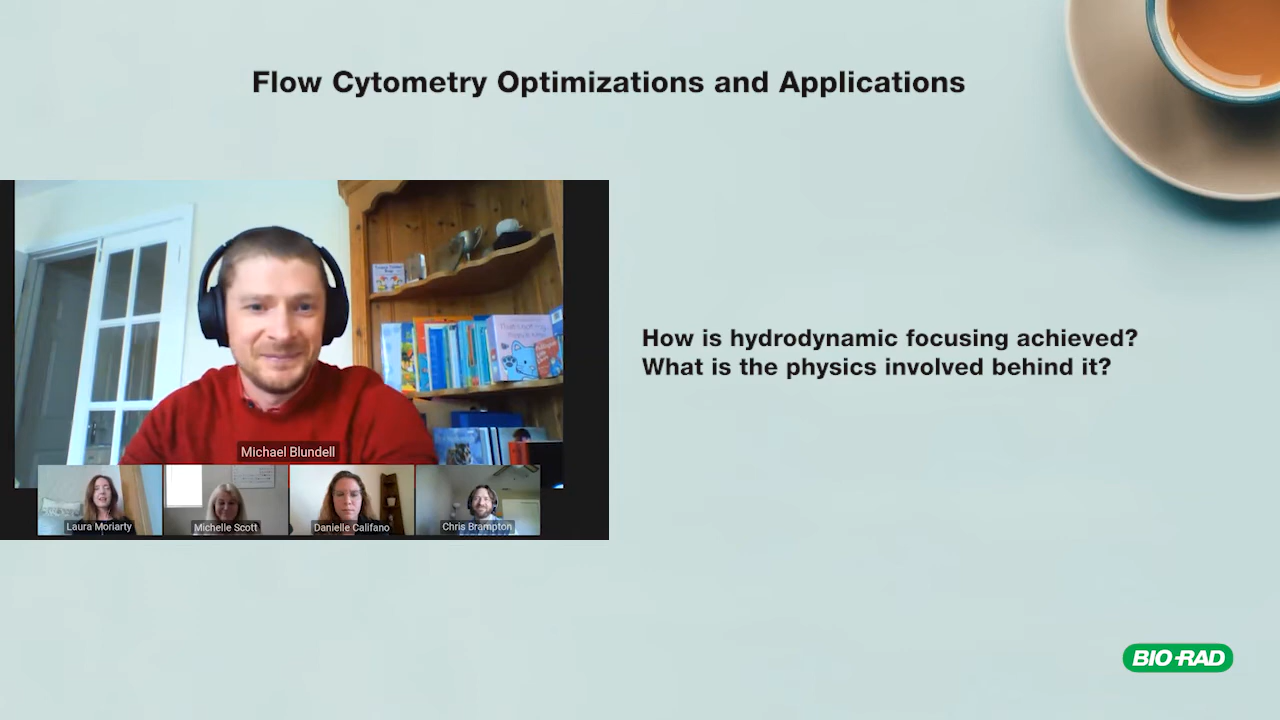 Flow Cytometry Optimizations and Applications
How is hydrodynamic focusing achieved?
What is the physics involved behind it?
Michael Blundell
Laura Moriarty
Michelle Scott
Danielle Califano
Chris Brampton
BIO-RAD